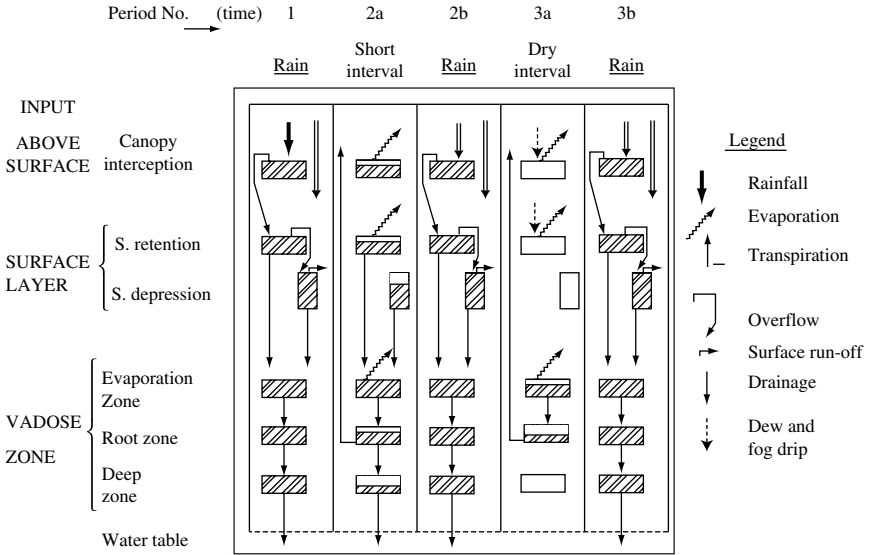 Period No. (time) 1 2a 2b 3a 3b
Short Dry
Rain interval Rain interval Rain
INPUT
ABOVE Canopy
SURFACE interception
Legend
Rainfall
Evaporation
Transpiration
SURFACE
LAYER
S. retention
S. depression
Overflow
Surface run-off
Drainage
Dew and
fog drip
VADOSE
ZONE
Evaporation
Zone
Root zone
Deep
zone
Water table